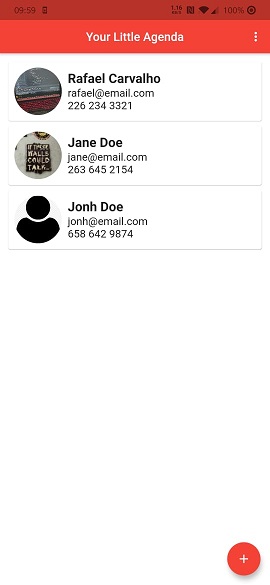 09:59
1.16
KB/S
100%
Your Little Agenda
Rafael Carvalho
rafael@email.com
226 234 3321
IF THESE
WALLS
COULD
TALK
Jane Doe
jane@email.com
263 645 2154
Jonh Doe
jonh@email.com
658 642 9874